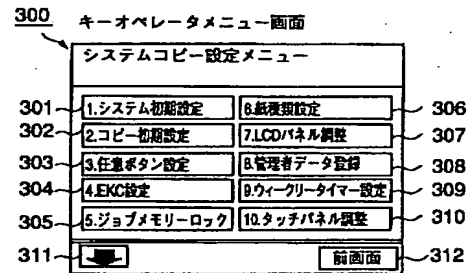 300 キーオペレータメニュー画面
システムコピー設定メニュー
301 1.システム初期設定 6.紙種類設定 306
302 2.コピー初期設定 7.LCDパネル調整 307
303 3.任意ボタン設定 8.管理者データ登録 308
304 4.EKC設定 9.ウィークリータイマー設定 309
305 5.ジョブメモリーロック 10.タッチパネル調整 310
311 前画面 312